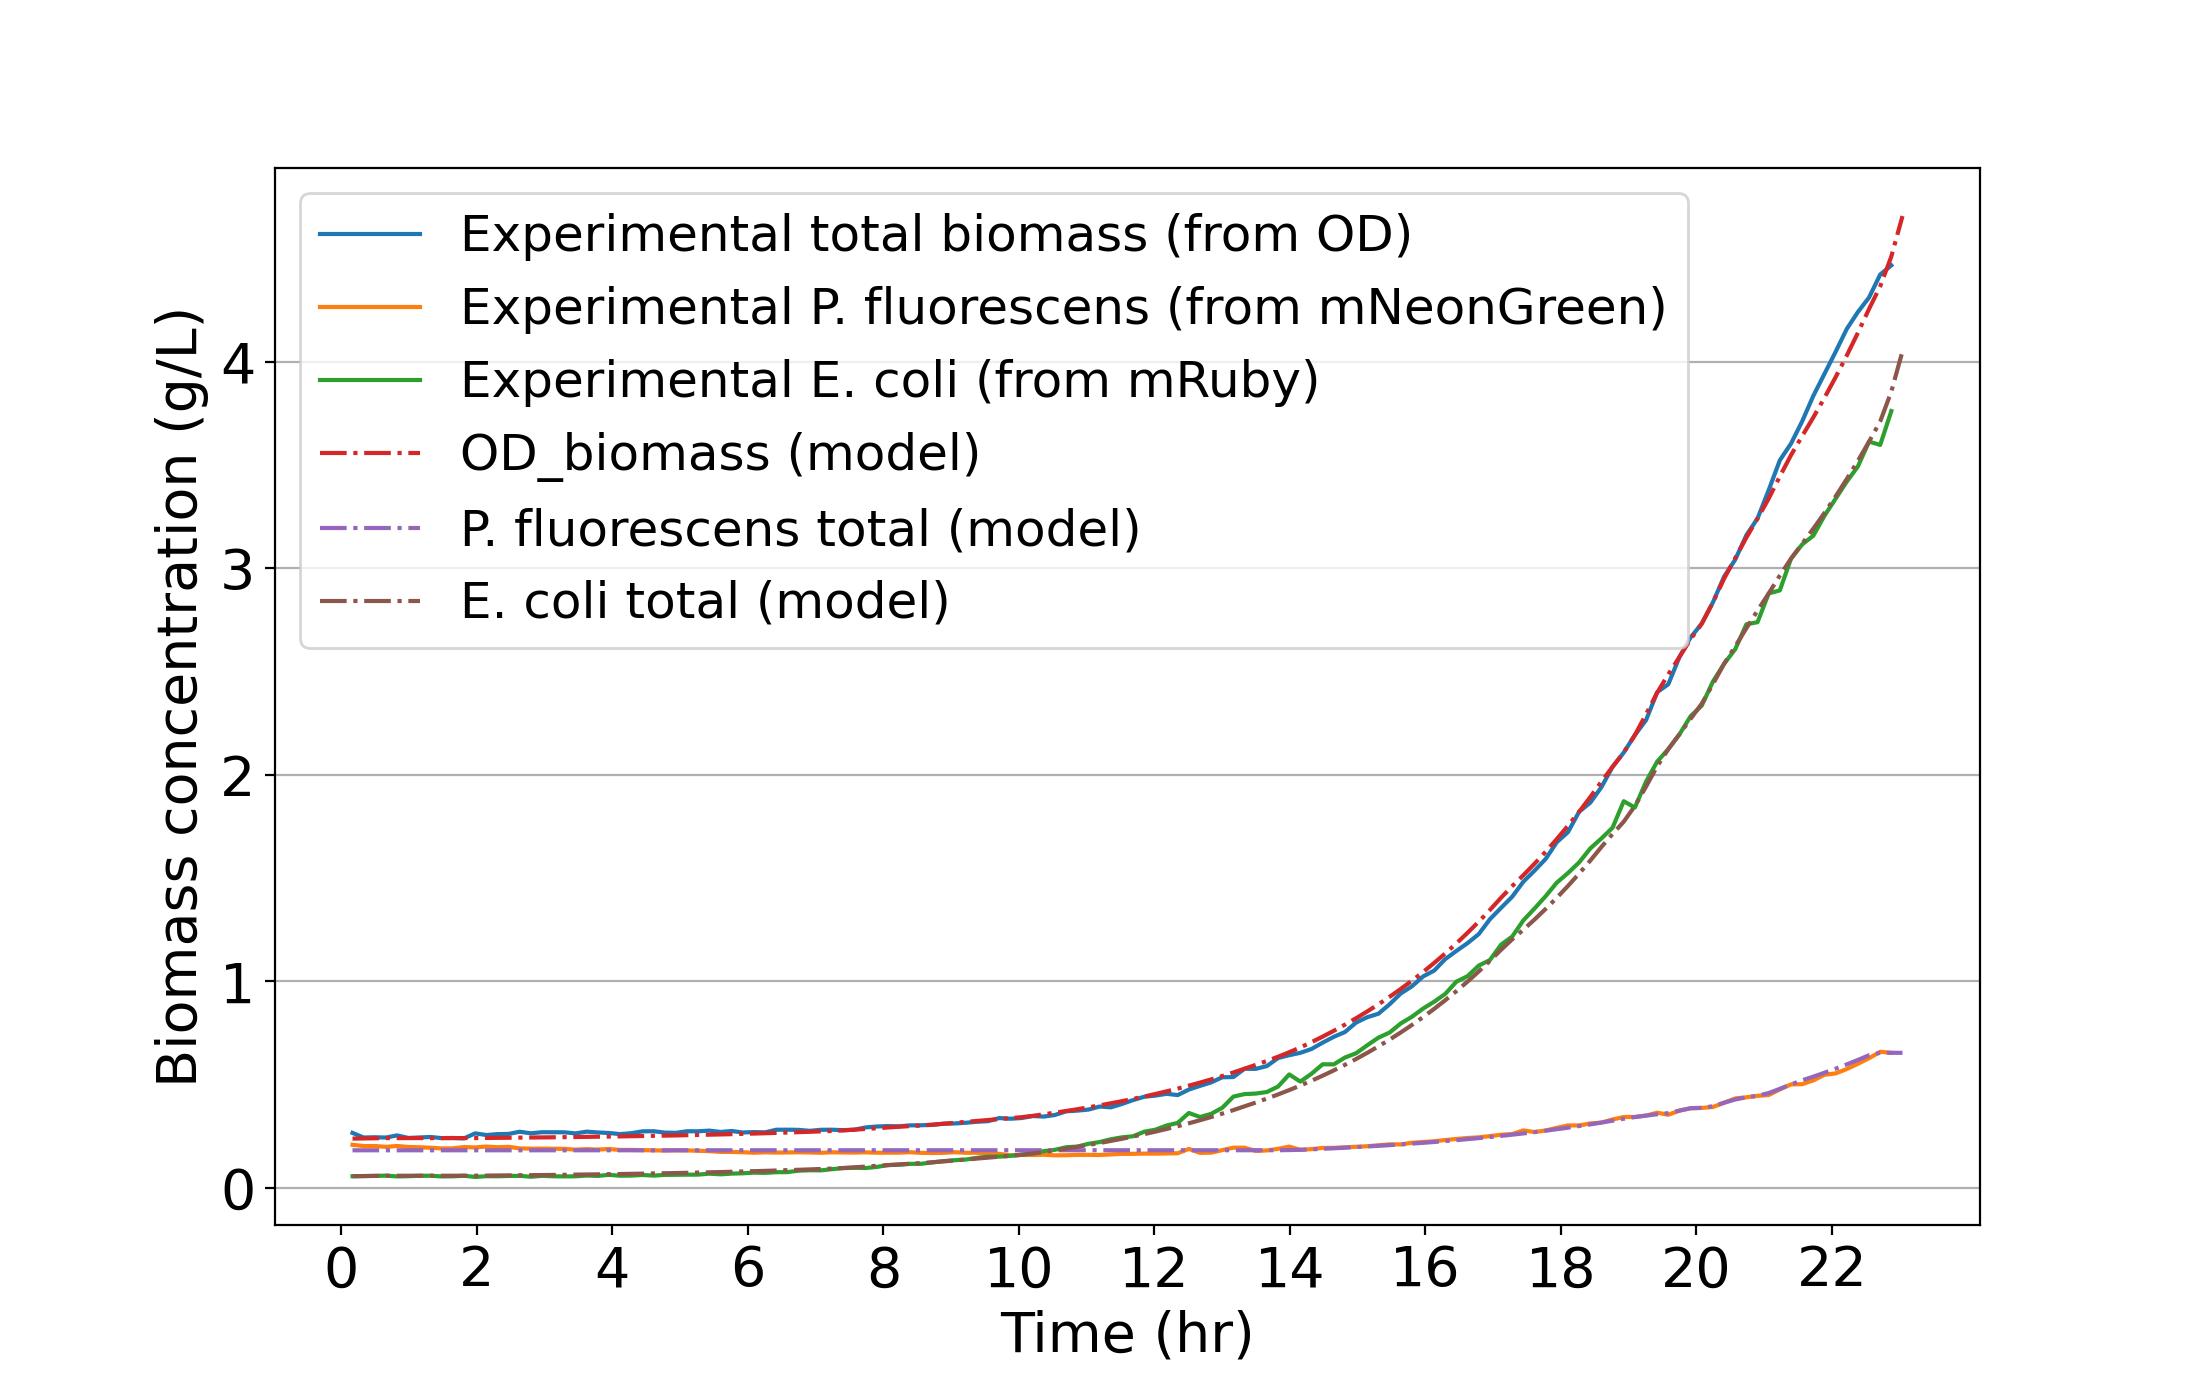 Experimental total biomass (from OD)
Experimental P. fluorescens (from mNeonGreen)
Experimental E. coli (from mRuby)
OD_biomass (model)
P. fluorescens total (model)
E. coli total (model)
Biomass concentration (g/L)
4
3
2
1
0
0 2 4 6 8 10 12 14 16 18 20 22
Time (hr)